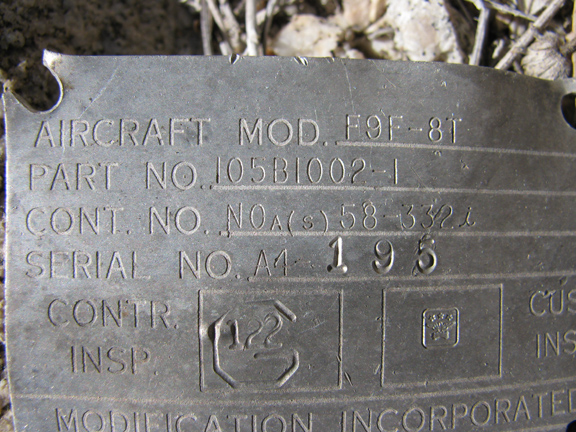 AIRCRAFT MOD. F9F-8T
PART NO. 105B1002-1
CONT. NO. NOA(S) 58-332i
SERIAL NO. A4 195
CONTR. 122 CUS
INSP. INS
MODIFICATION INCORPORATED